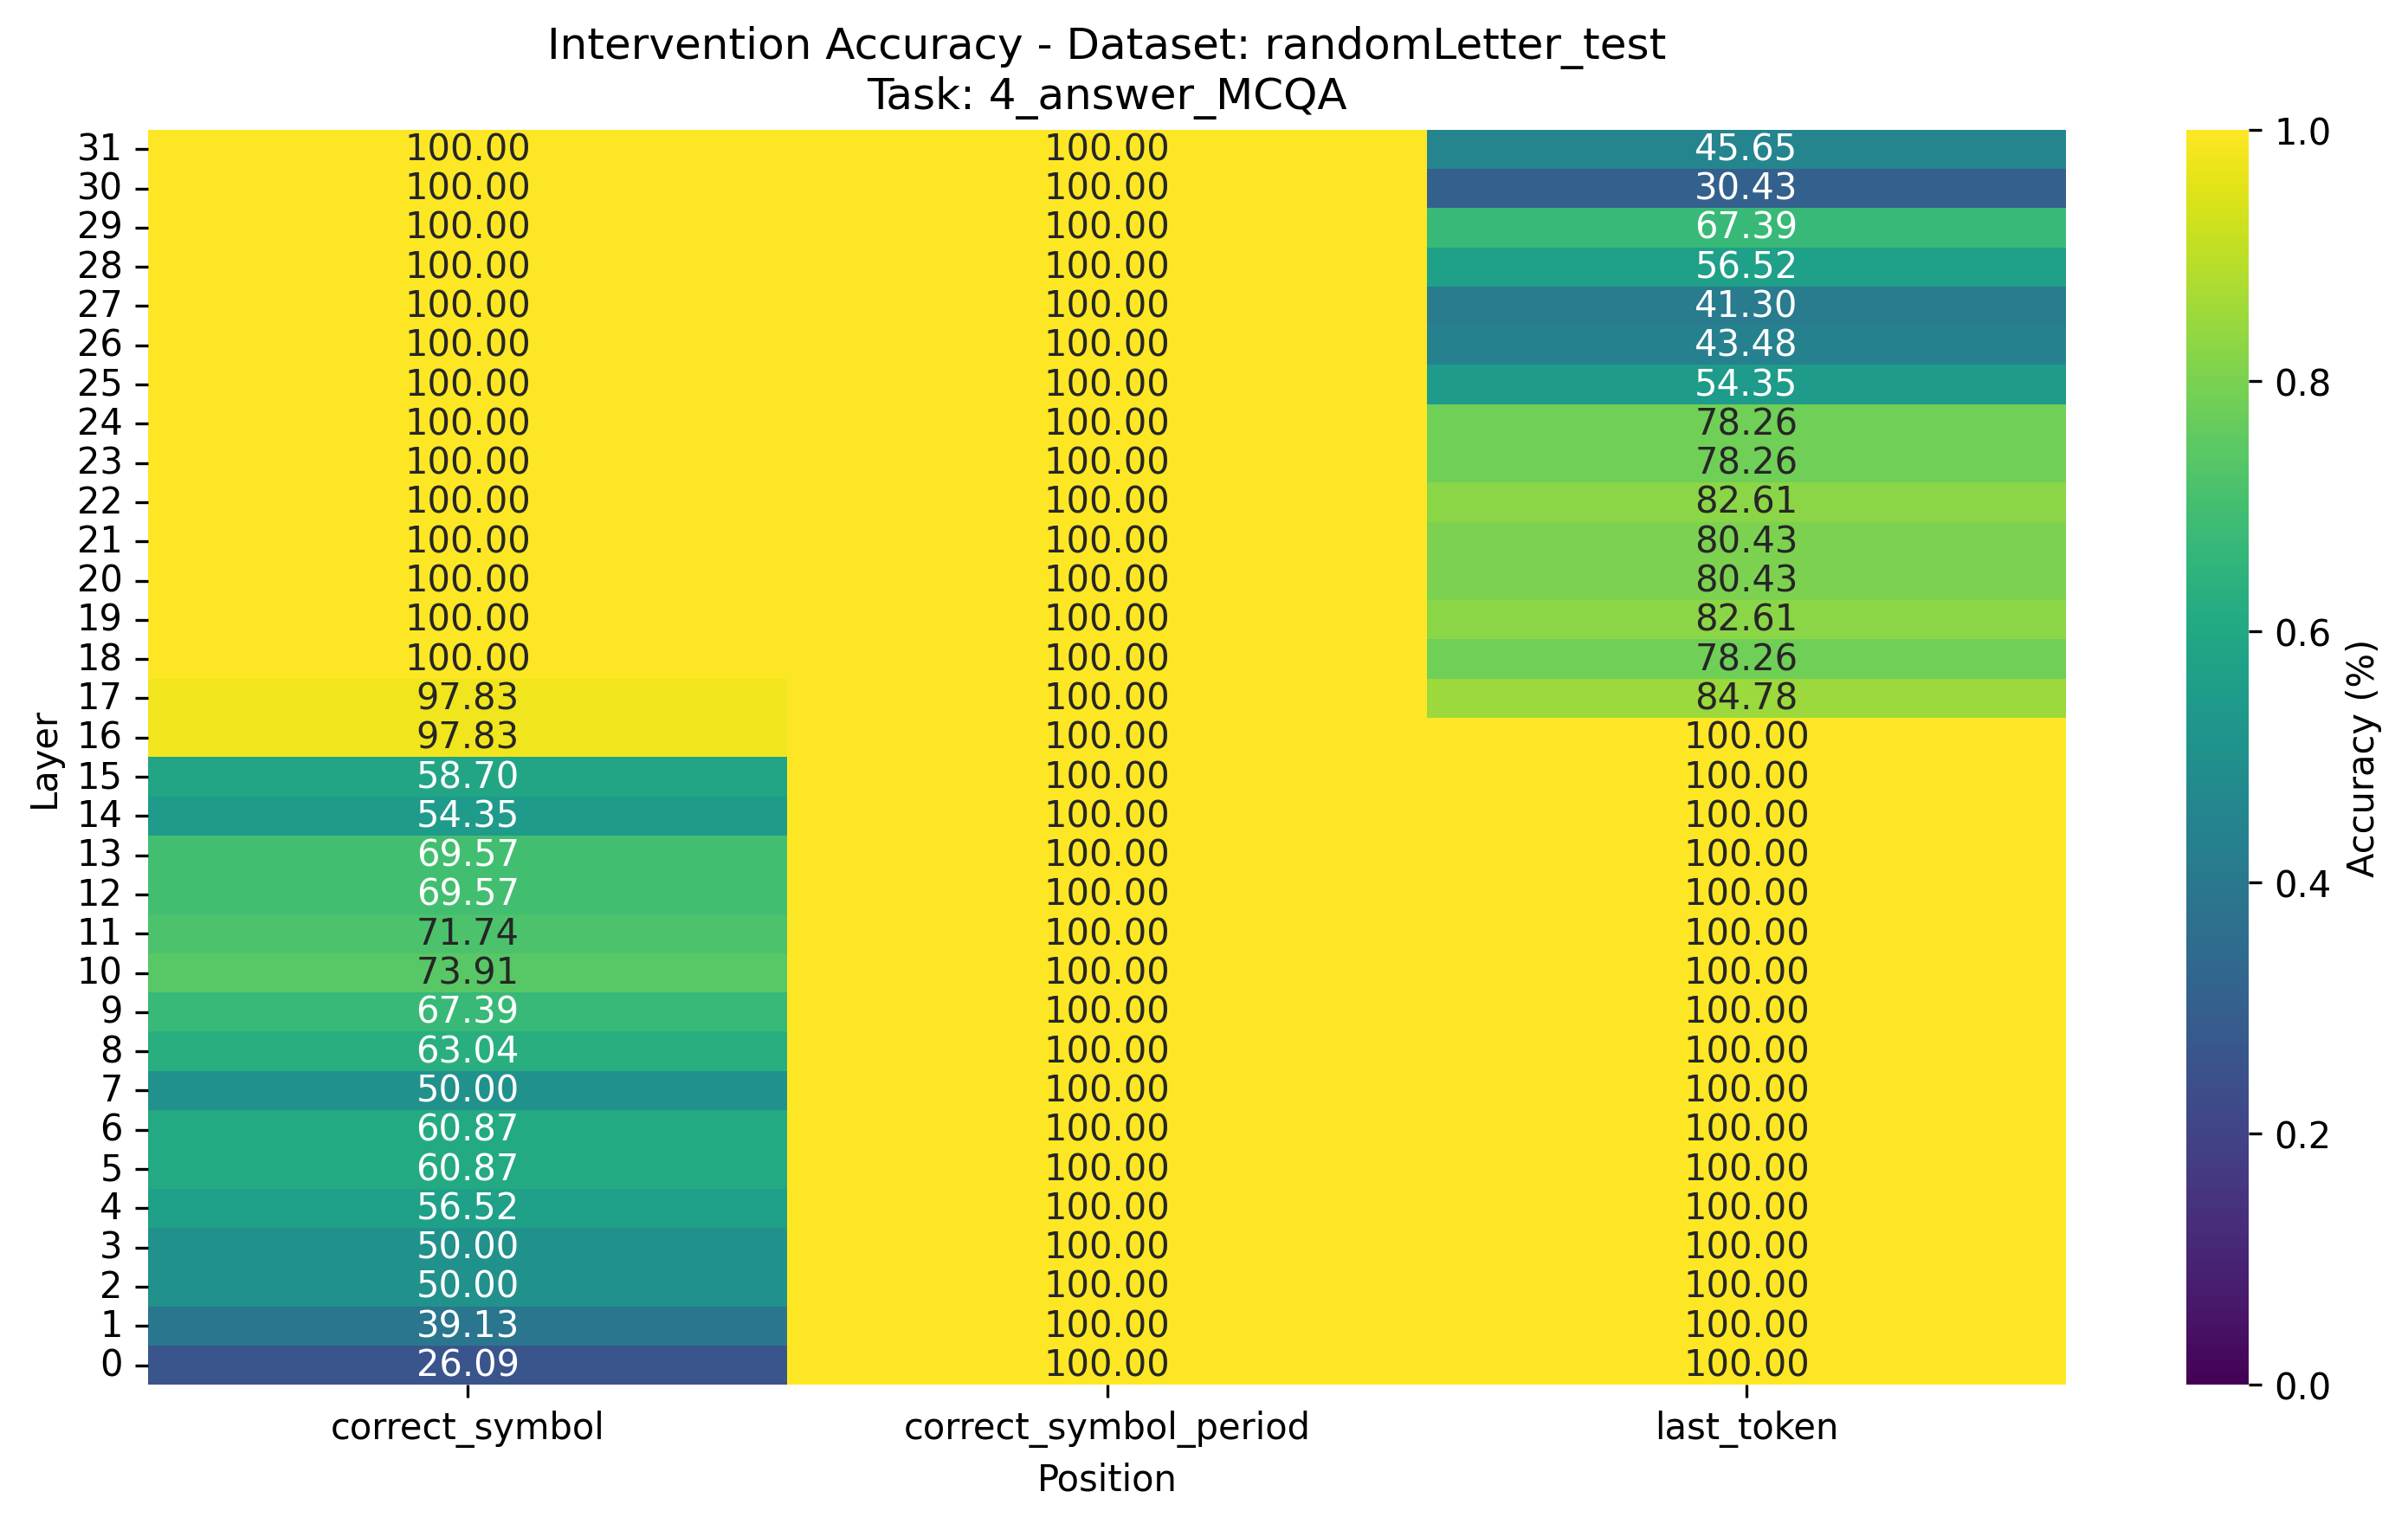 Intervention Accuracy - Dataset: randomLetter_test
Task: 4_answer_MCQA
31 100.00 100.00 45.65
30 100.00 100.00 30.43
29 100.00 100.00 67.39
28 100.00 100.00 56.52
27 100.00 100.00 41.30
26 100.00 100.00 43.48
25 100.00 100.00 54.35
24 100.00 100.00 78.26
23 100.00 100.00 78.26
22 100.00 100.00 82.61
21 100.00 100.00 80.43
20 100.00 100.00 80.43
19 100.00 100.00 82.61
18 100.00 100.00 78.26
17 97.83 100.00 84.78
16 97.83 100.00 100.00
15 58.70 100.00 100.00
14 54.35 100.00 100.00
13 69.57 100.00 100.00
12 69.57 100.00 100.00
11 71.74 100.00 100.00
10 73.91 100.00 100.00
9 67.39 100.00 100.00
8 63.04 100.00 100.00
7 50.00 100.00 100.00
6 60.87 100.00 100.00
5 60.87 100.00 100.00
4 56.52 100.00 100.00
3 50.00 100.00 100.00
2 50.00 100.00 100.00
1 39.13 100.00 100.00
0 26.09 100.00 100.00
correct_symbol correct_symbol_period last_token
Position
Layer
1.0
0.8
0.6
0.4
0.2
0.0
Accuracy (%)